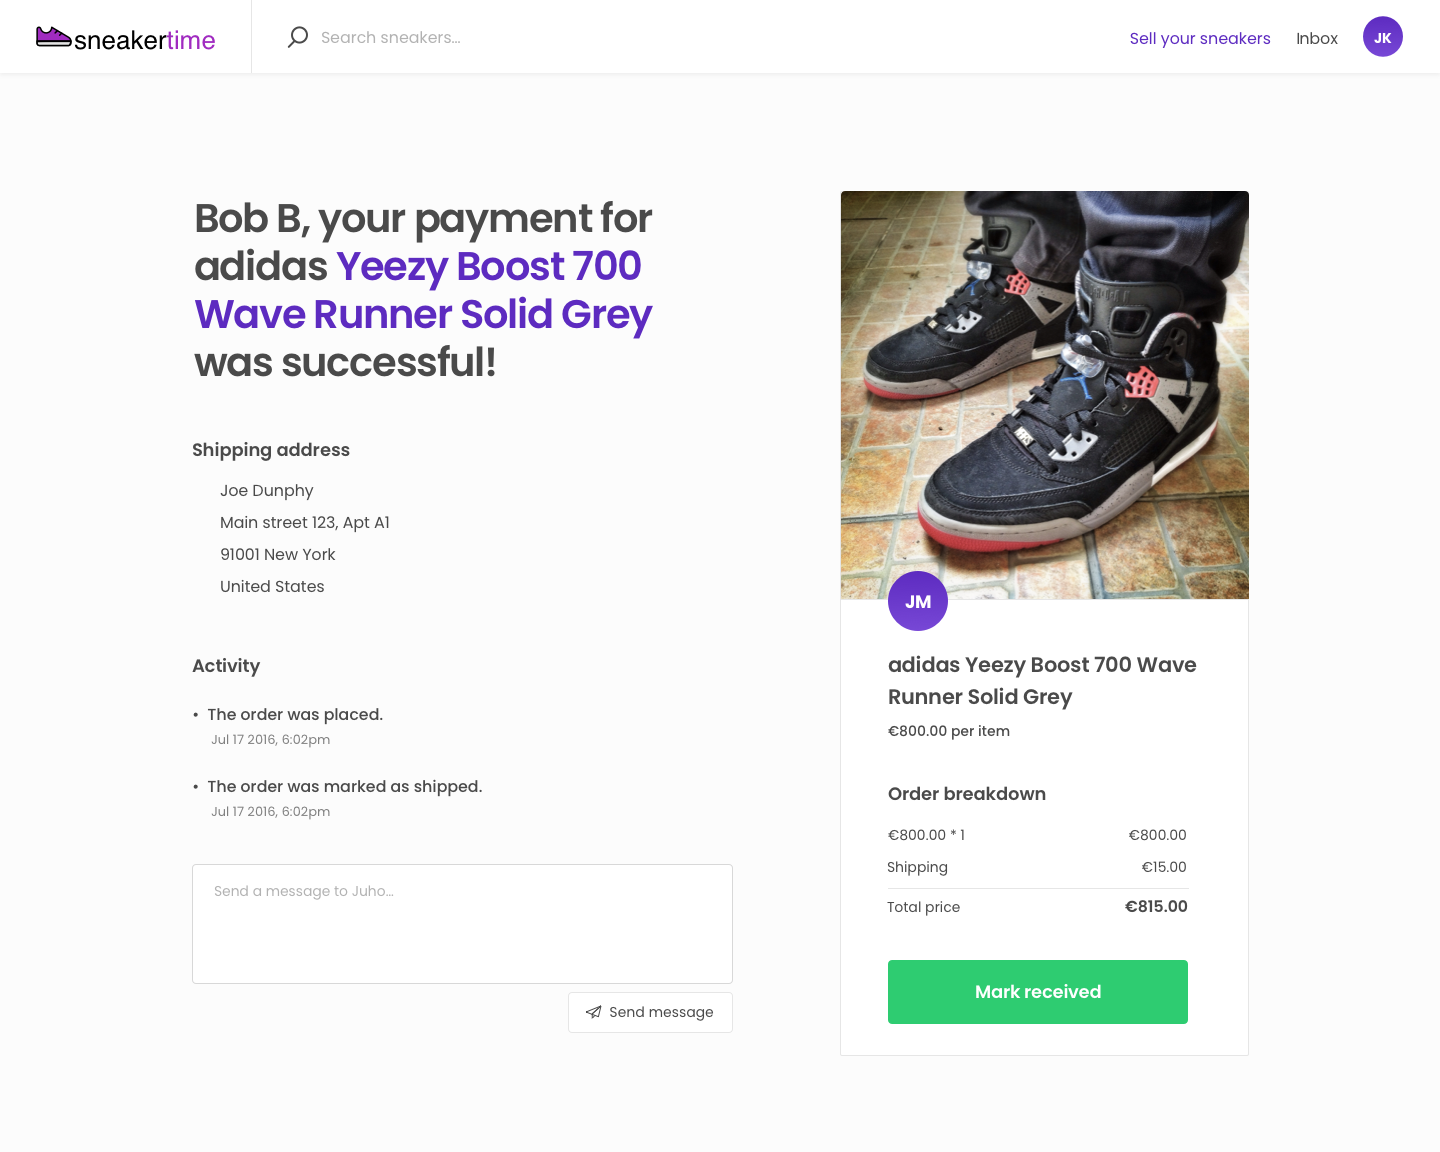 sneakertime
Search sneakers...
Sell your sneakers
Inbox
JK
Bob B, your payment for
adidas Yeezy Boost 700
Wave Runner Solid Grey
was successful!
Shipping address
Joe Dunphy
Main street 123, Apt A1
91001 New York
United States
Activity
• The order was placed.
Jul 17 2016, 6:02pm
• The order was marked as shipped.
Jul 17 2016, 6:02pm
Send a message to Juho...
Send message
JM
adidas Yeezy Boost 700 Wave
Runner Solid Grey
€800.00 per item
Order breakdown
€800.00 * 1 €800.00
Shipping €15.00
Total price €815.00
Mark received